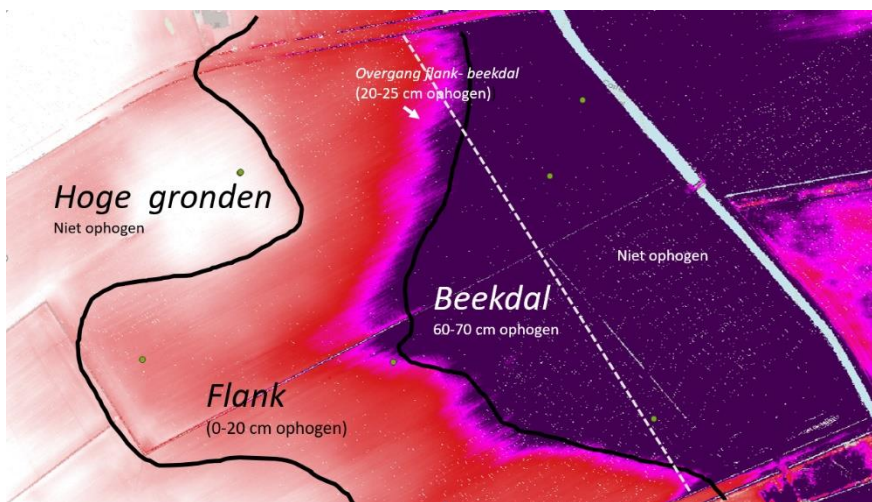 Overgang flank- beekdal
(20-25 cm ophogen)
Hoge gronden
Niet ophogen
Niet ophogen
Beekdal
60-70 cm ophogen
Flank
(0-20 cm ophogen)